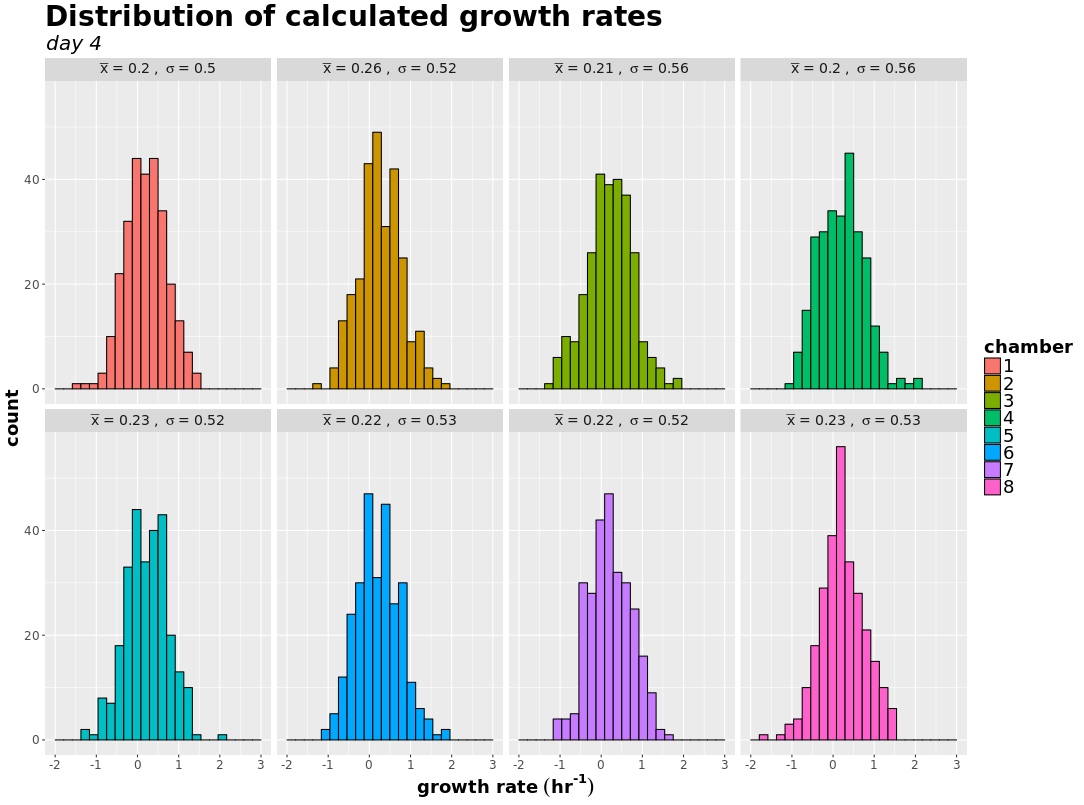 Distribution of calculated growth rates
day 4
x̅ = 0.2 , σ = 0.5
x̅ = 0.26 , σ = 0.52
x̅ = 0.21 , σ = 0.56
x̅ = 0.2 , σ = 0.56
40
20
0
x̅ = 0.23 , σ = 0.52
x̅ = 0.22 , σ = 0.53
x̅ = 0.22 , σ = 0.52
x̅ = 0.23 , σ = 0.53
40
20
0
-2 -1 0 1 2 3
-2 -1 0 1 2 3
-2 -1 0 1 2 3
-2 -1 0 1 2 3
count
growth rate (hr⁻¹)
chamber
1
2
3
4
5
6
7
8